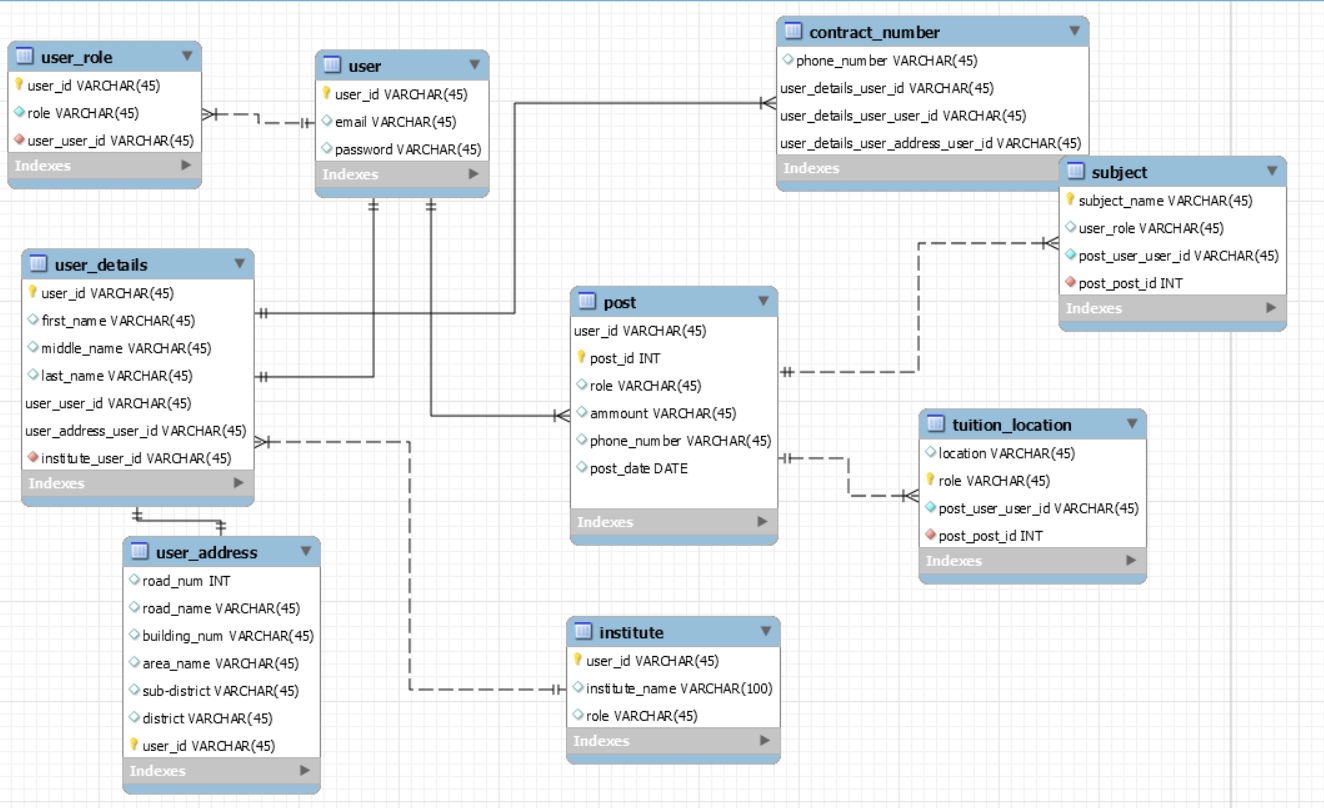 user_role
user_id VARCHAR(45)
role VARCHAR(45)
user_user_id VARCHAR(45)
Indexes
user
user_id VARCHAR(45)
email VARCHAR(45)
password VARCHAR(45)
Indexes
contract_number
phone_number VARCHAR(45)
user_details_user_id VARCHAR(45)
user_details_user_user_id VARCHAR(45)
user_details_user_address_user_id VARCHAR(45)
Indexes
subject
subject_name VARCHAR(45)
user_role VARCHAR(45)
post_user_user_id VARCHAR(45)
post_post_id INT
Indexes
user_details
user_id VARCHAR(45)
first_name VARCHAR(45)
middle_name VARCHAR(45)
last_name VARCHAR(45)
user_user_id VARCHAR(45)
user_address_user_id VARCHAR(45)
institute_user_id VARCHAR(45)
Indexes
post
user_id VARCHAR(45)
post_id INT
role VARCHAR(45)
ammount VARCHAR(45)
phone_number VARCHAR(45)
post_date DATE
Indexes
tuition_location
location VARCHAR(45)
role VARCHAR(45)
post_user_user_id VARCHAR(45)
post_post_id INT
Indexes
user_address
road_num INT
road_name VARCHAR(45)
building_num VARCHAR(45)
area_name VARCHAR(45)
sub-district VARCHAR(45)
district VARCHAR(45)
user_id VARCHAR(45)
Indexes
institute
user_id VARCHAR(45)
institute_name VARCHAR(100)
role VARCHAR(45)
Indexes